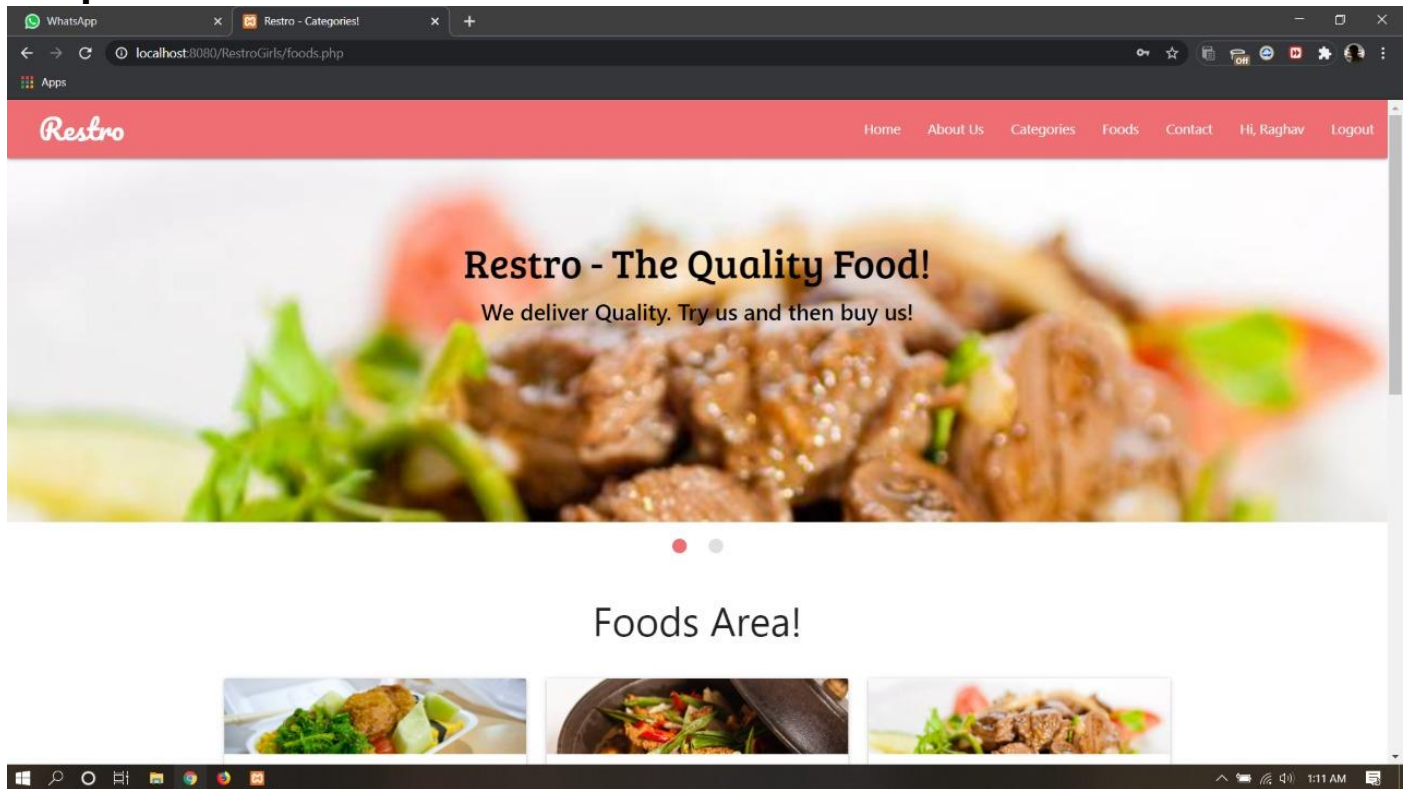 WhatsApp
Restro - Categories!
localhost:8080/RestroGirls/foods.php
Off
Apps
Restro
Home About Us Categories Foods Contact Hi, Raghav Logout
Restro - The Quality Food!
We deliver Quality. Try us and then buy us!
Foods Area!
1:11 AM